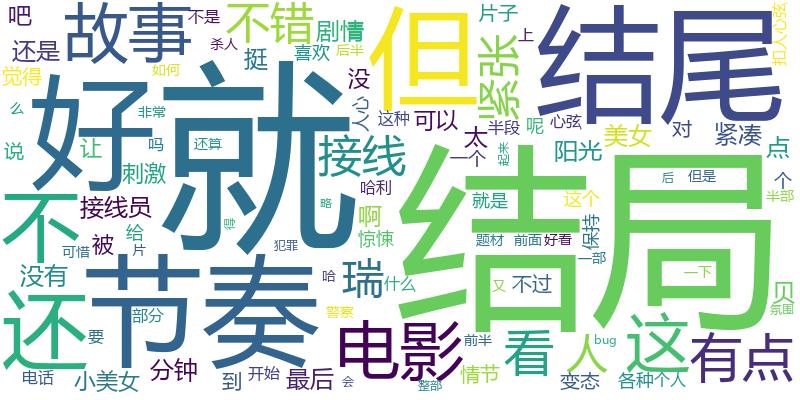 吧
故事
不是
不错
剧情
片子
上
扣人心弦
还是
杀人
挺
喜欢
后半
但
结尾
觉得
如何
没
紧张
么
好
就
非常
心人
这种
可以
半段
呢
心弦
美女
对
紧凑
说
让
吗
还算
接线
太
一个
起来
阳光
点
不
刺激
哈利
结局
就是
这个
后
但是
个
半部
接线员
给
得
略
啊
惊悚
题材
前面
好看
保持
可惜
被
片
犯罪
一部
没有
节奏
哈
瑞
什么
又
不过
一下
贝
氛围
还
要
部分
警察
电影
前半
看
人
bug
这
有点
电话
小美女
分钟
到
开始
最后
会
整部
情节
变态
各种个人